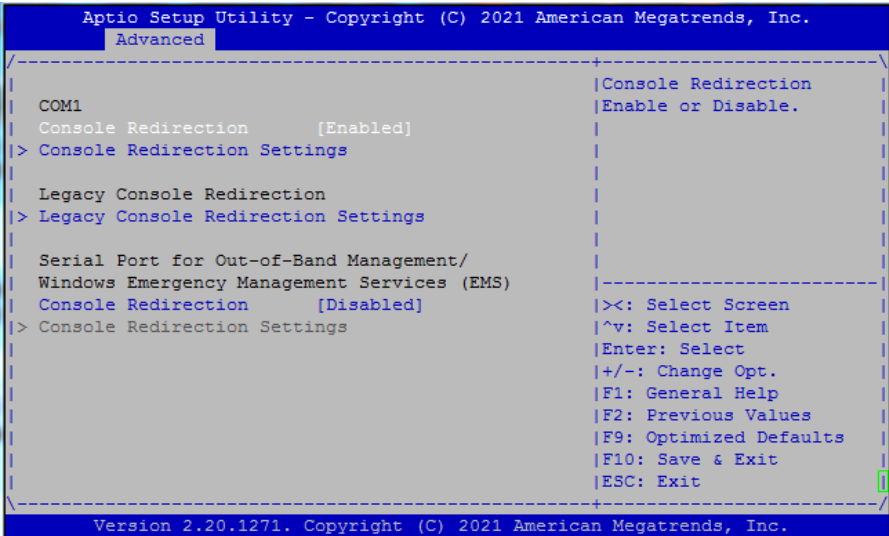 Aptio Setup Utility - Copyright (C) 2021 American Megatrends, Inc.
Advanced
/----------------------------------------------------+-------------------------\
|Console Redirection
COM1 |Enable or Disable.
Console Redirection [Enabled]
> Console Redirection Settings
Legacy Console Redirection
> Legacy Console Redirection Settings
Serial Port for Out-of-Band Management/
Windows Emergency Management Services (EMS) |-------------------------|
Console Redirection [Disabled] |><: Select Screen
> Console Redirection Settings |^v: Select Item
|Enter: Select
|+/-: Change Opt.
|F1: General Help
|F2: Previous Values
|F9: Optimized Defaults
|F10: Save & Exit
|ESC: Exit
\----------------------------------------------------+-------------------------/
Version 2.20.1271. Copyright (C) 2021 American Megatrends, Inc.